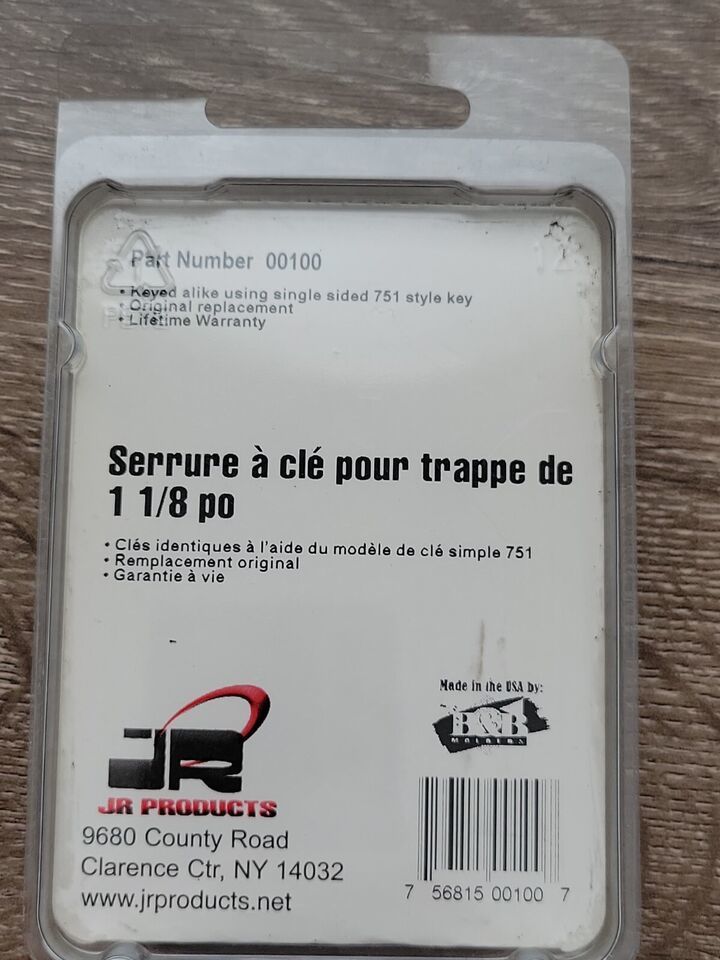 Part Number 00100
• Keyed alike using single sided 751 style key
• Original replacement
• Lifetime Warranty
Serrure à clé pour trappe de
1 1/8 po
• Clés identiques à l'aide du modèle de clé simple 751
• Remplacement original
• Garantie à vie
Made in the USA by:
B&B
MOLDERS
JR
JR PRODUCTS
9680 County Road
Clarence Ctr, NY 14032
www.jrproducts.net
7 56815 00100 7